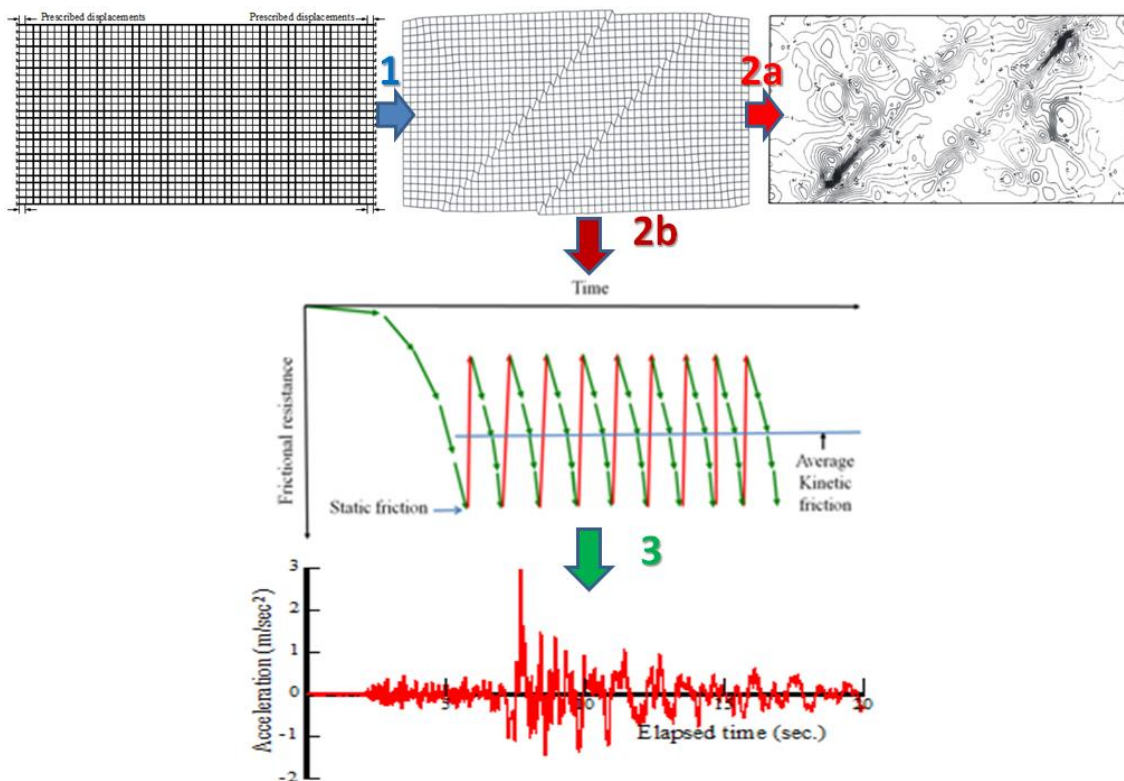 Prescribed displacements
Prescribed displacements
1
2a
2b
Time
Frictional resistance
Static friction
Average
Kinetic
friction
3
Acceleration (m/sec²)
3
2
1
0
-1
-2
5
10
15
20
Elapsed time (sec.)